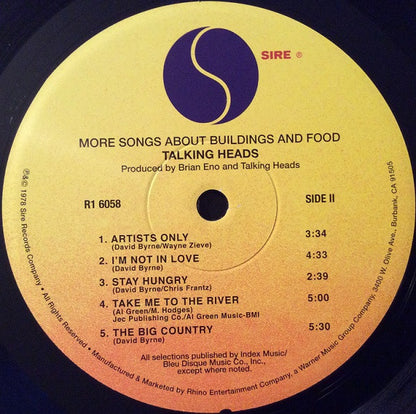 SIRE ®
MORE SONGS ABOUT BUILDINGS AND FOOD
TALKING HEADS
Produced by Brian Eno and Talking Heads
R1 6058
SIDE II
1. ARTISTS ONLY 3:34
(David Byrne/Wayne Zieve)
2. I'M NOT IN LOVE 4:33
(David Byrne)
3. STAY HUNGRY 2:39
(David Byrne/Chris Frantz)
4. TAKE ME TO THE RIVER 5:00
(Al Green/M. Hodges)
Jec Publishing Co./Al Green Music-BMI
5. THE BIG COUNTRY 5:30
(David Byrne)
All selections published by Index Music/
Bleu Disque Music Co., Inc.,
except where noted.
℗&© 1978 Sire Records Company • All Rights Reserved • Manufactured & Marketed by Rhino Entertainment Company, a Warner Music Group Company, 3400 W. Olive Ave., Burbank, CA 91505